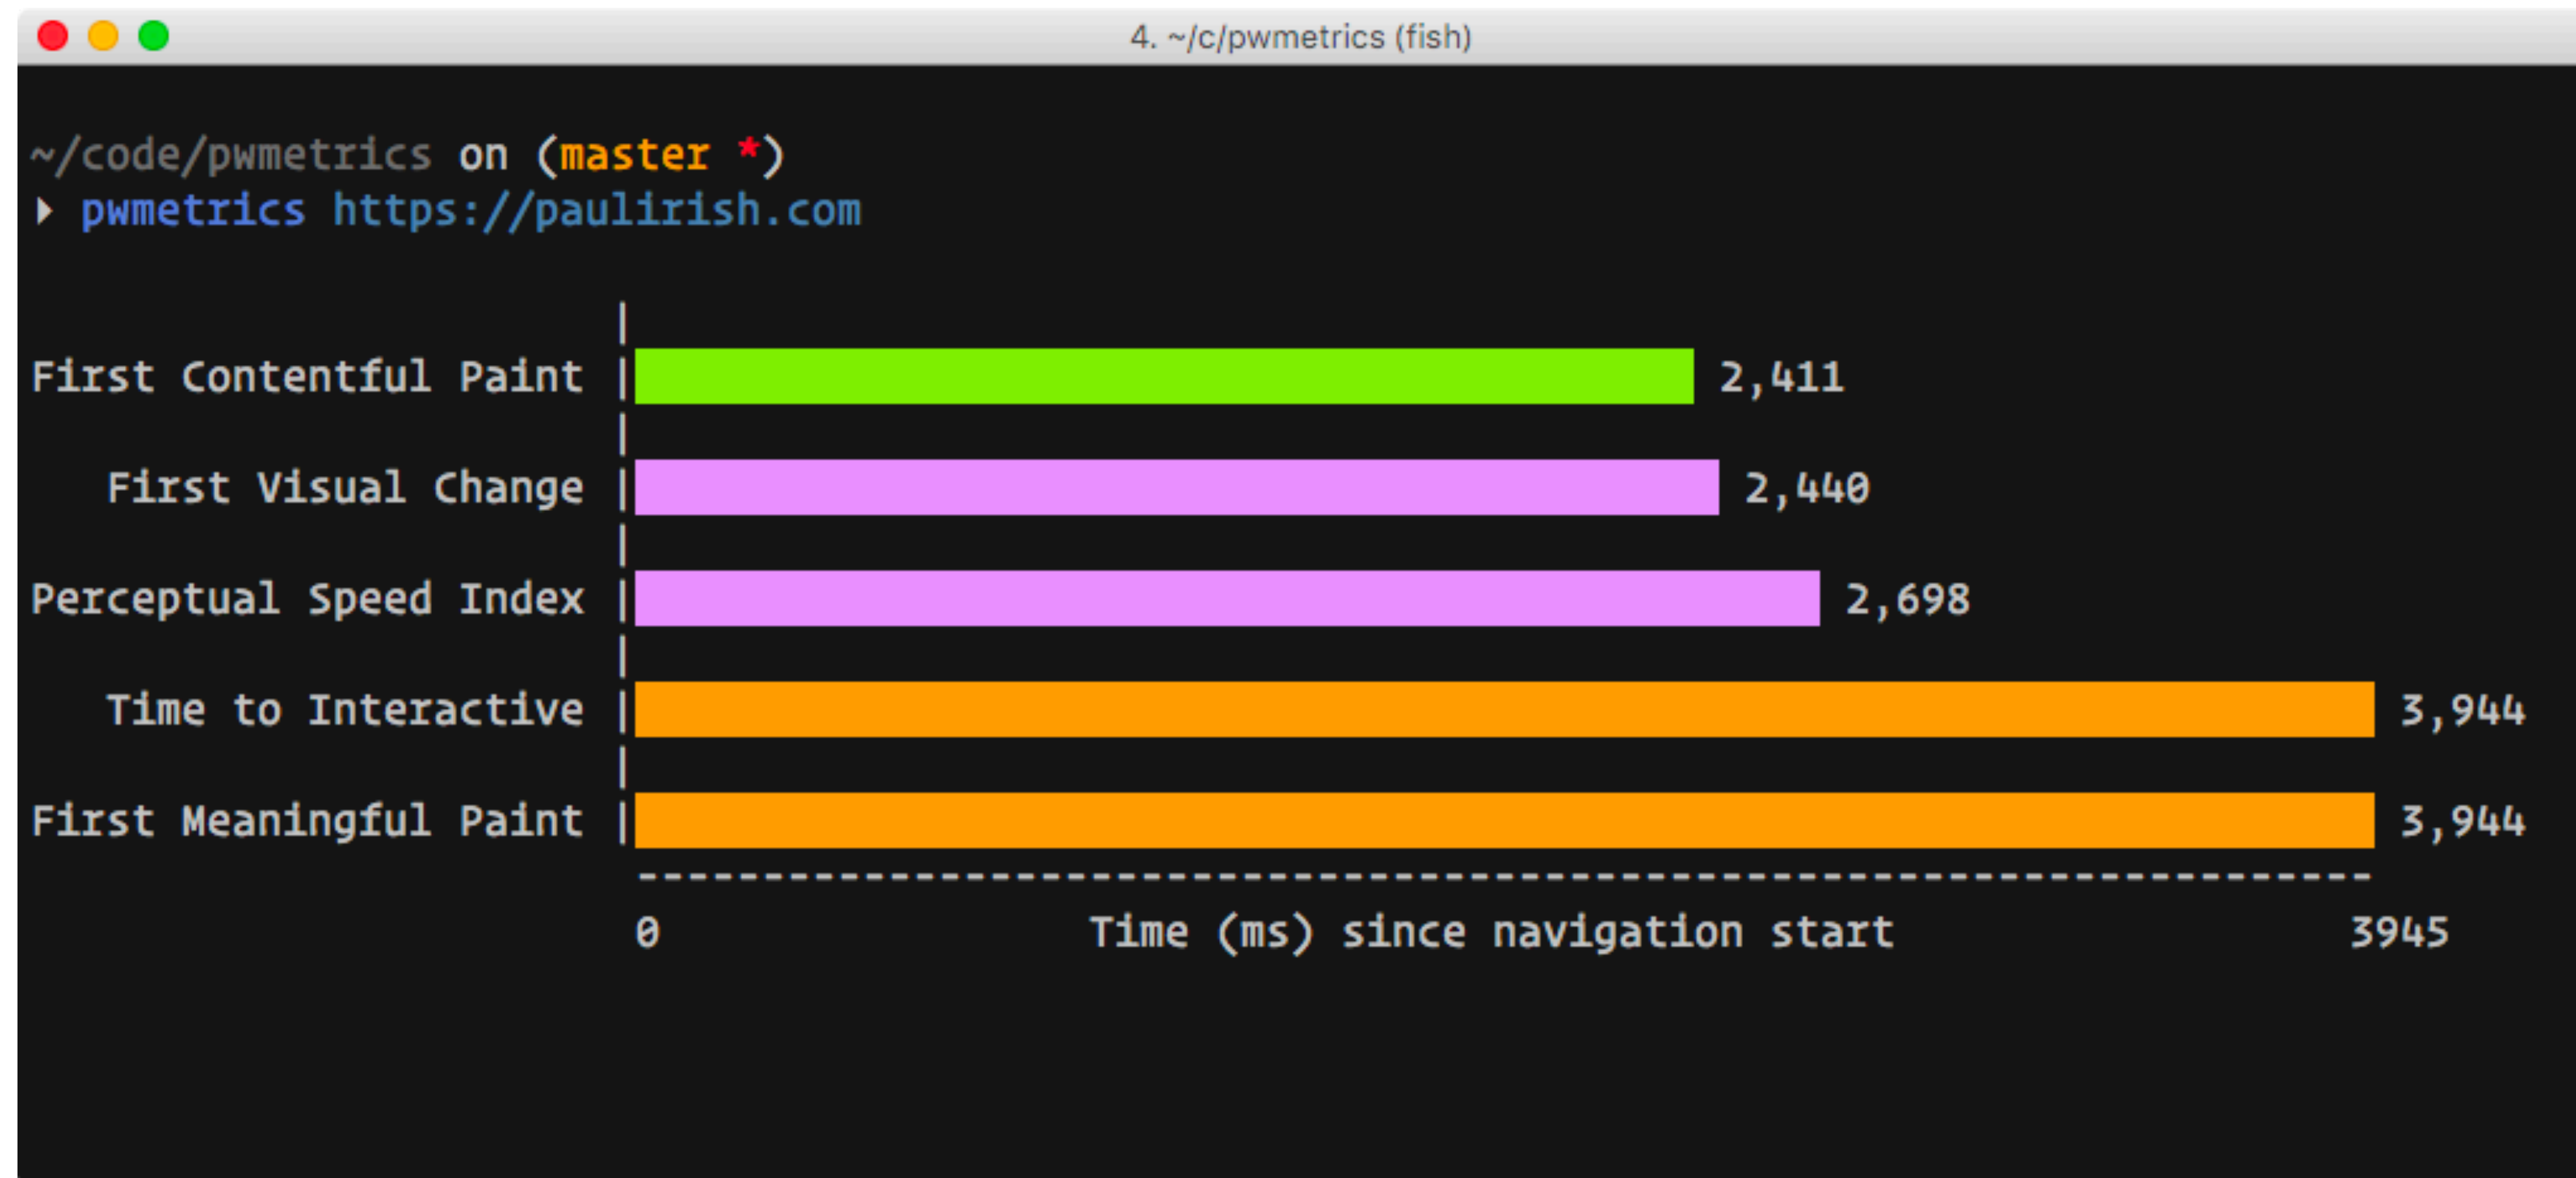 4. ~/c/pwmetrics (fish)
~/code/pwmetrics on (master *)
▸ pwmetrics https://paulirish.com
First Contentful Paint | 2,411
First Visual Change | 2,440
Perceptual Speed Index | 2,698
Time to Interactive | 3,944
First Meaningful Paint | 3,944
0 Time (ms) since navigation start 3945